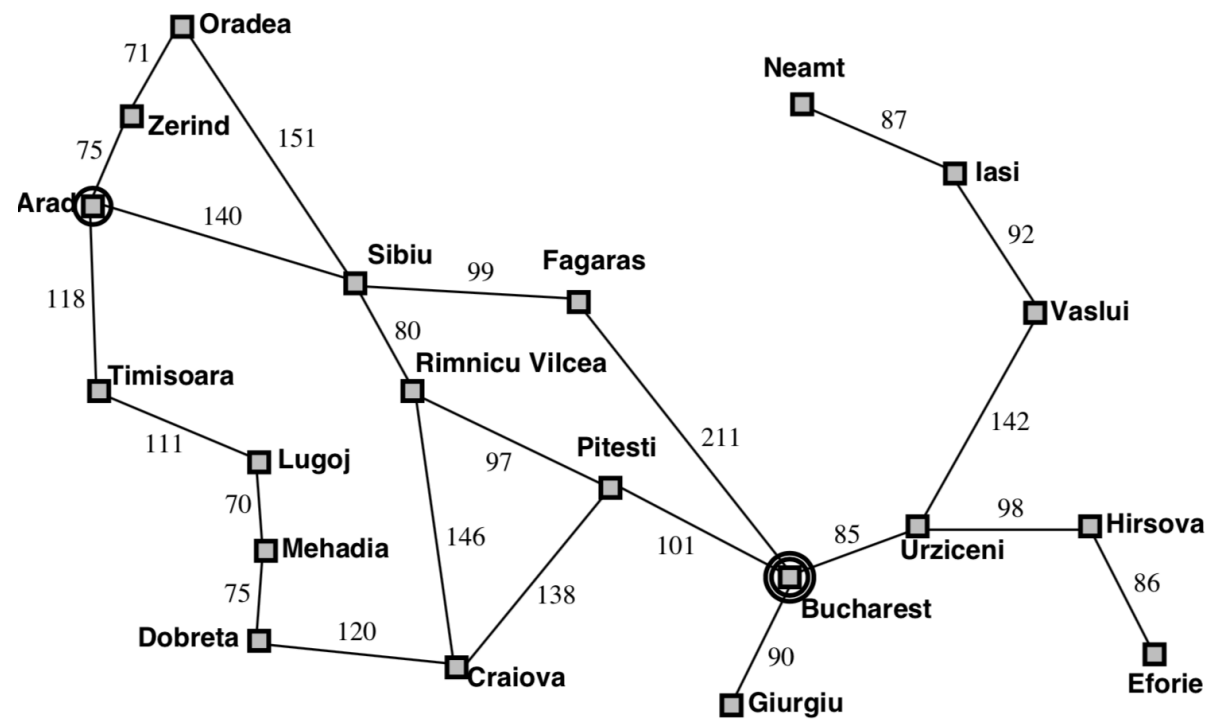 Oradea
71
Neamt
87
Zerind
151
75
Iasi
Arad
140
92
Sibiu
99
Fagaras
118
80
Vaslui
Rimnicu Vilcea
Timisoara
111
211
142
Lugoj
97
Pitesti
70
146
101
85
98
Hirsova
Mehadia
Urziceni
75
138
86
Dobreta
120
Bucharest
90
Craiova
Giurgiu
Eforie